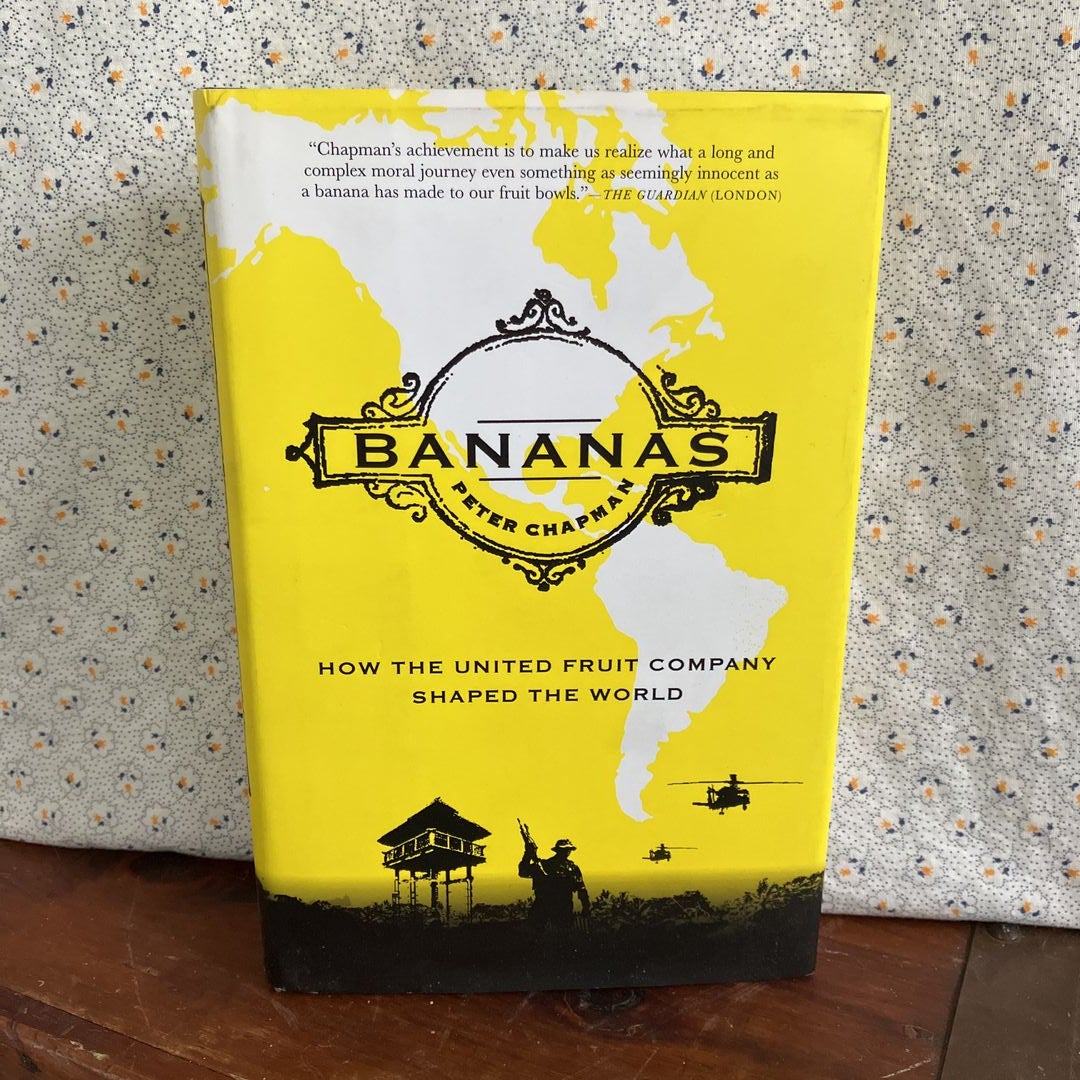 “Chapman’s achievement is to make us realize what a long and
complex moral journey even something as seemingly innocent as
a banana has made to our fruit bowls.”—THE GUARDIAN (LONDON)
BANANAS
PETER CHAPMAN
HOW THE UNITED FRUIT COMPANY
SHAPED THE WORLD